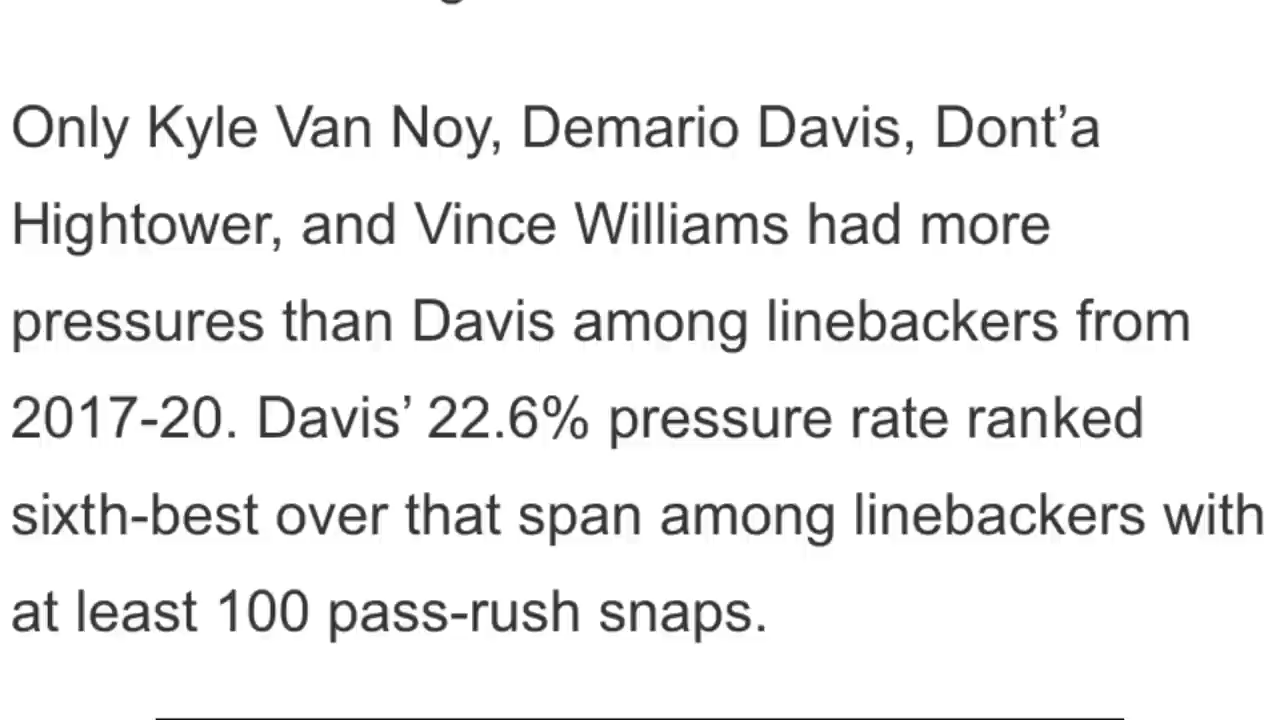 Only Kyle Van Noy, Demario Davis, Dont’a
Hightower, and Vince Williams had more
pressures than Davis among linebackers from
2017-20. Davis’ 22.6% pressure rate ranked
sixth-best over that span among linebackers with
at least 100 pass-rush snaps.